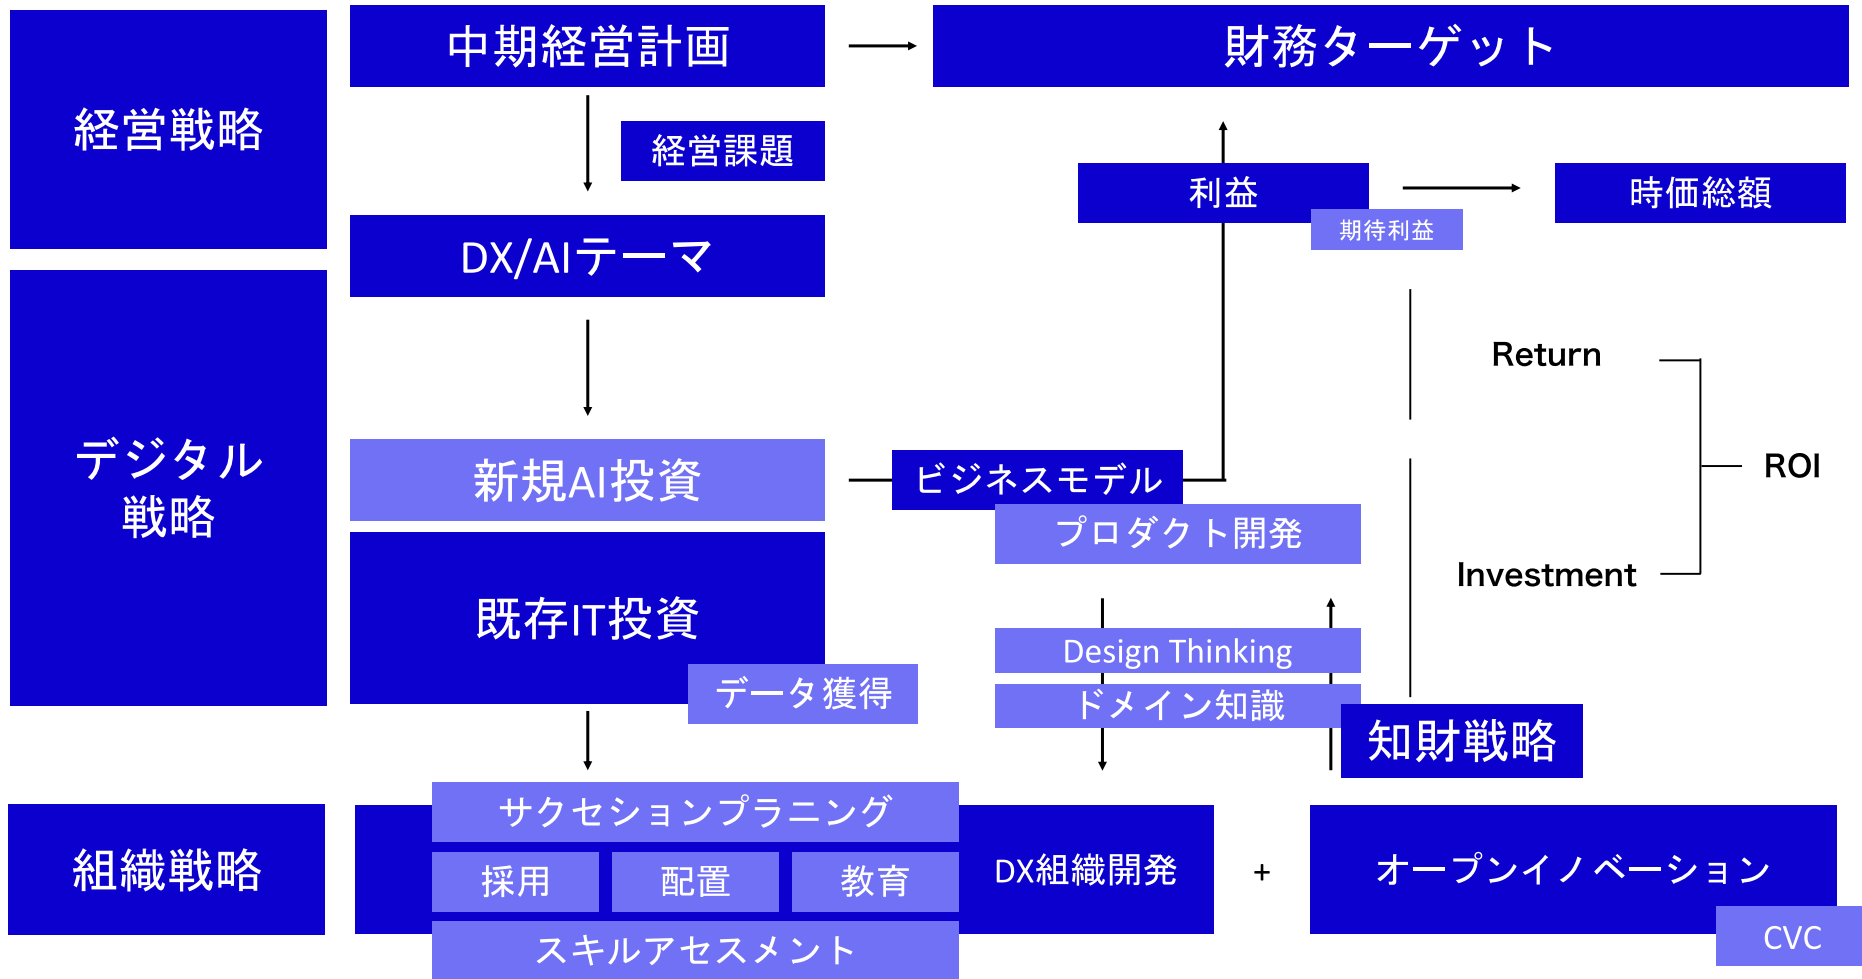 経営戦略
中期経営計画
財務ターゲット
経営課題
DX/AIテーマ
利益
期待利益
時価総額
デジタル
戦略
新規AI投資
既存IT投資
データ獲得
ビジネスモデル
プロダクト開発
Design Thinking
ドメイン知識
知財戦略
Return
Investment
ROI
組織戦略
サクセションプラニング
採用
配置
教育
スキルアセスメント
DX組織開発
+
オープンイノベーション
CVC